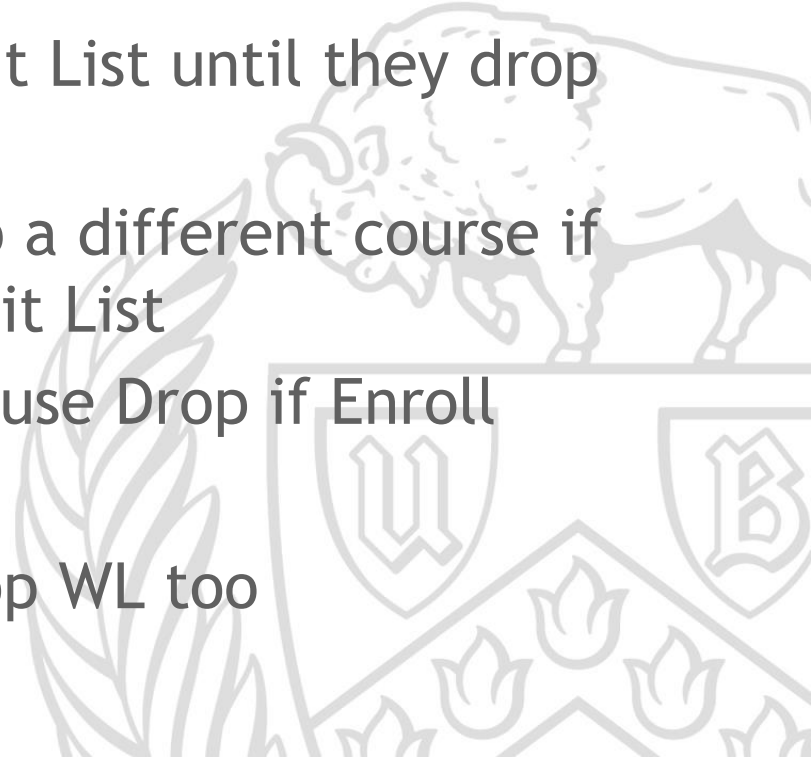 t List until they drop
a different course if
it List
use Drop if Enroll
p WL too
U B